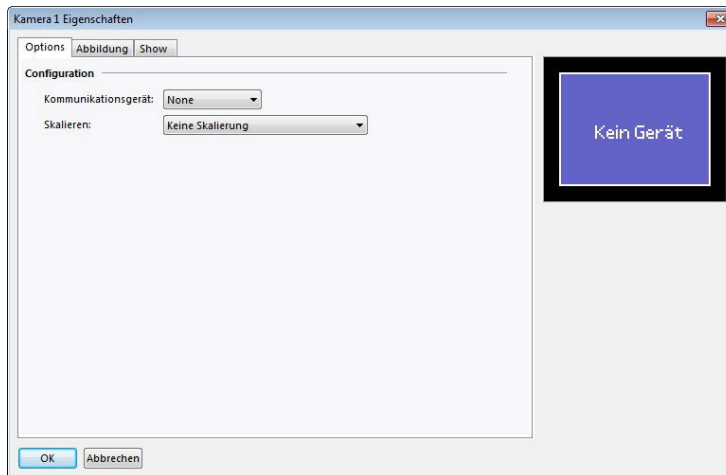 Kamera 1 Eigenschaften
Options Abbildung Show
Configuration
Kommunikationsgerät: None
Skalieren: Keine Skalierung
Kein Gerät
OK Abbrechen